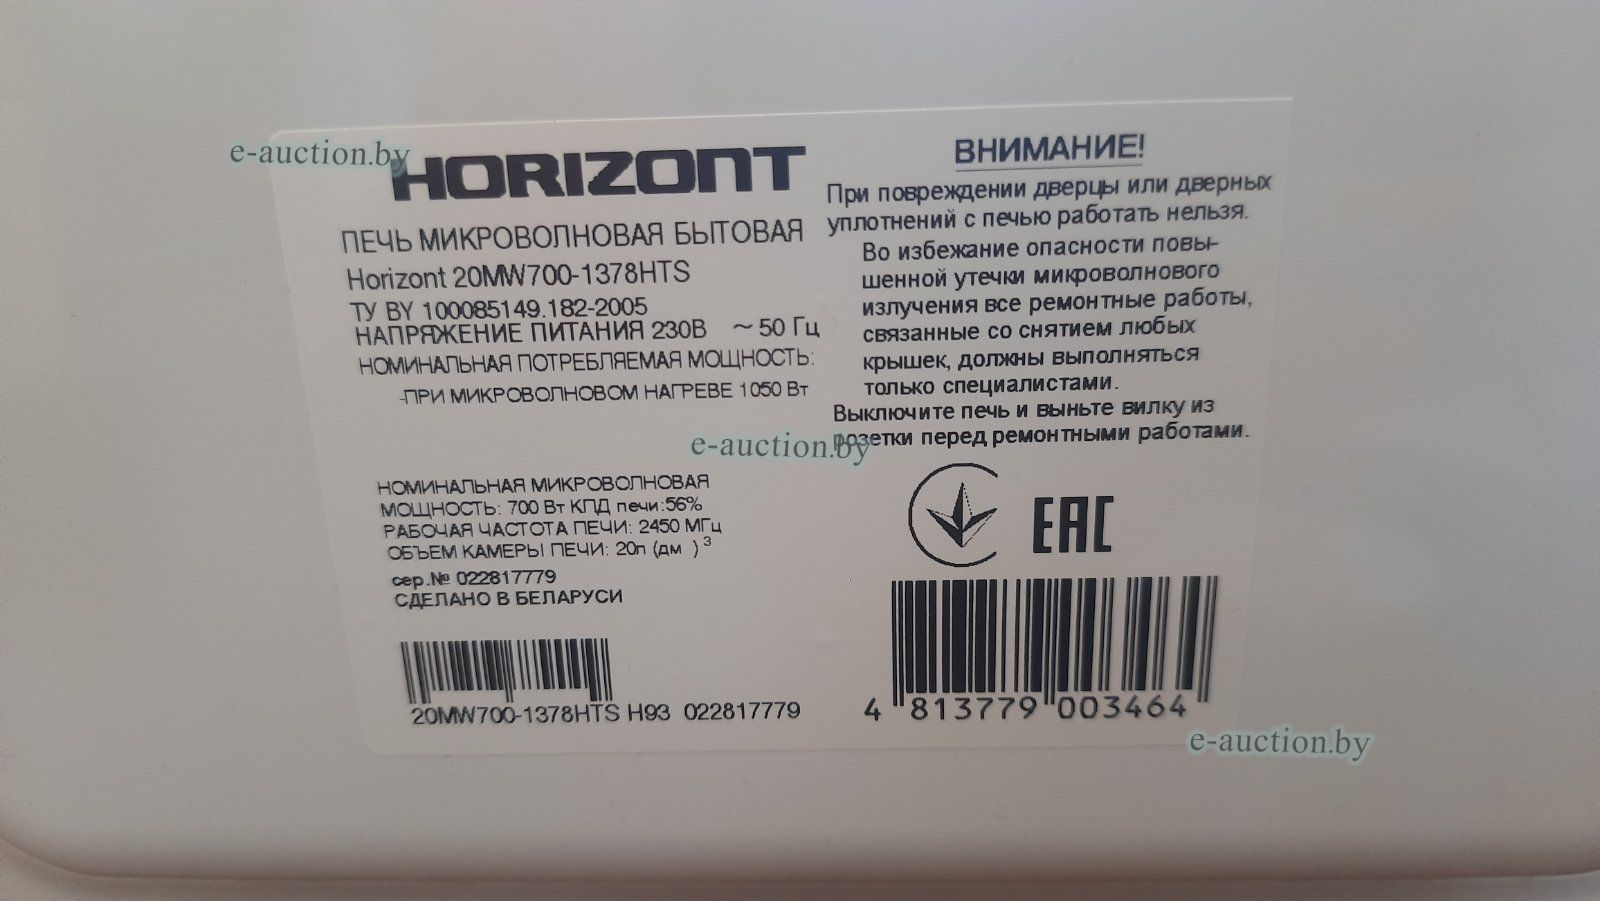 HORIZONT
ПЕЧЬ МИКРОВОЛНОВАЯ БЫТОВАЯ
Horizont 20MW700-1378HTS
ТУ BY 100085149.182-2005
НАПРЯЖЕНИЕ ПИТАНИЯ 230В ~ 50 Гц
НОМИНАЛЬНАЯ ПОТРЕБЛЯЕМАЯ МОЩНОСТЬ:
-ПРИ МИКРОВОЛНОВОМ НАГРЕВЕ 1050 Вт
НОМИНАЛЬНАЯ МИКРОВОЛНОВАЯ
МОЩНОСТЬ: 700 Вт КПД печи:56%
РАБОЧАЯ ЧАСТОТА ПЕЧИ: 2450 МГц
ОБЪЕМ КАМЕРЫ ПЕЧИ: 20л (дм )³
сер.№ 022817779
СДЕЛАНО В БЕЛАРУСИ
20MW700-1378HTS H93 022817779
ВНИМАНИЕ!
При повреждении дверцы или дверных
уплотнений с печью работать нельзя.
Во избежание опасности повы-
шенной утечки микроволнового
излучения все ремонтные работы,
связанные со снятием любых
крышек, должны выполняться
только специалистами.
Выключите печь и выньте вилку из
розетки перед ремонтными работами.
EAC
4 813779 003464
e-auction.by
e-auction.by
e-auction.by